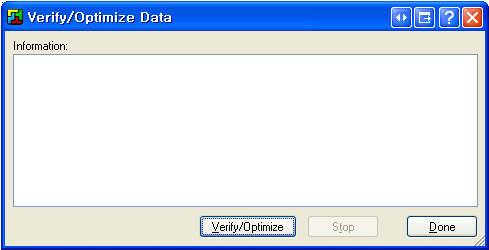 Verify/Optimize Data
Information:
Verify/Optimize
Stop
Done